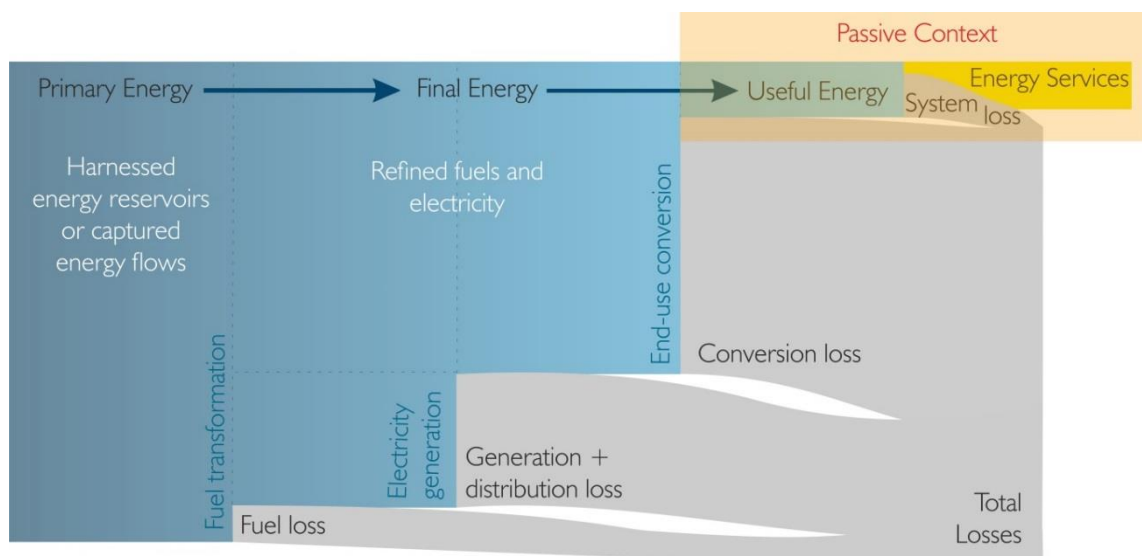 Passive Context
Primary Energy
Final Energy
Useful Energy
Energy Services
System
loss
Harnessed
energy reservoirs
or captured
energy flows
Refined fuels and
electricity
Fuel transformation
Electricity
generation
End-use conversion
Conversion loss
Generation +
distribution loss
Fuel loss
Total
Losses